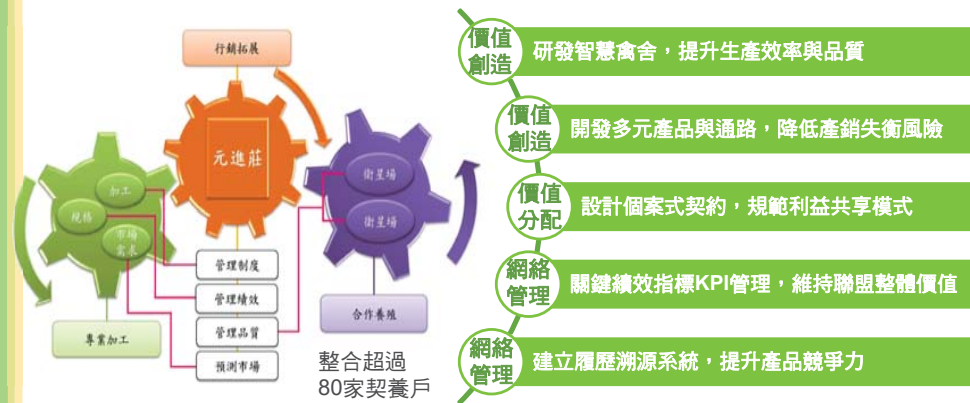 行銷拓展
元進莊
加工
規格
市場
需求
衛星場
衛星場
管理制度
管理績效
管理品質
預測市場
專業加工
合作養殖
整合超過
80家契養戶
價值
創造
研發智慧禽舍，提升生產效率與品質
價值
創造
開發多元產品與通路，降低產銷失衡風險
價值
分配
設計個案式契約，規範利益共享模式
網絡
管理
關鍵績效指標KPI管理，維持聯盟整體價值
網絡
管理
建立履歷溯源系統，提升產品競爭力